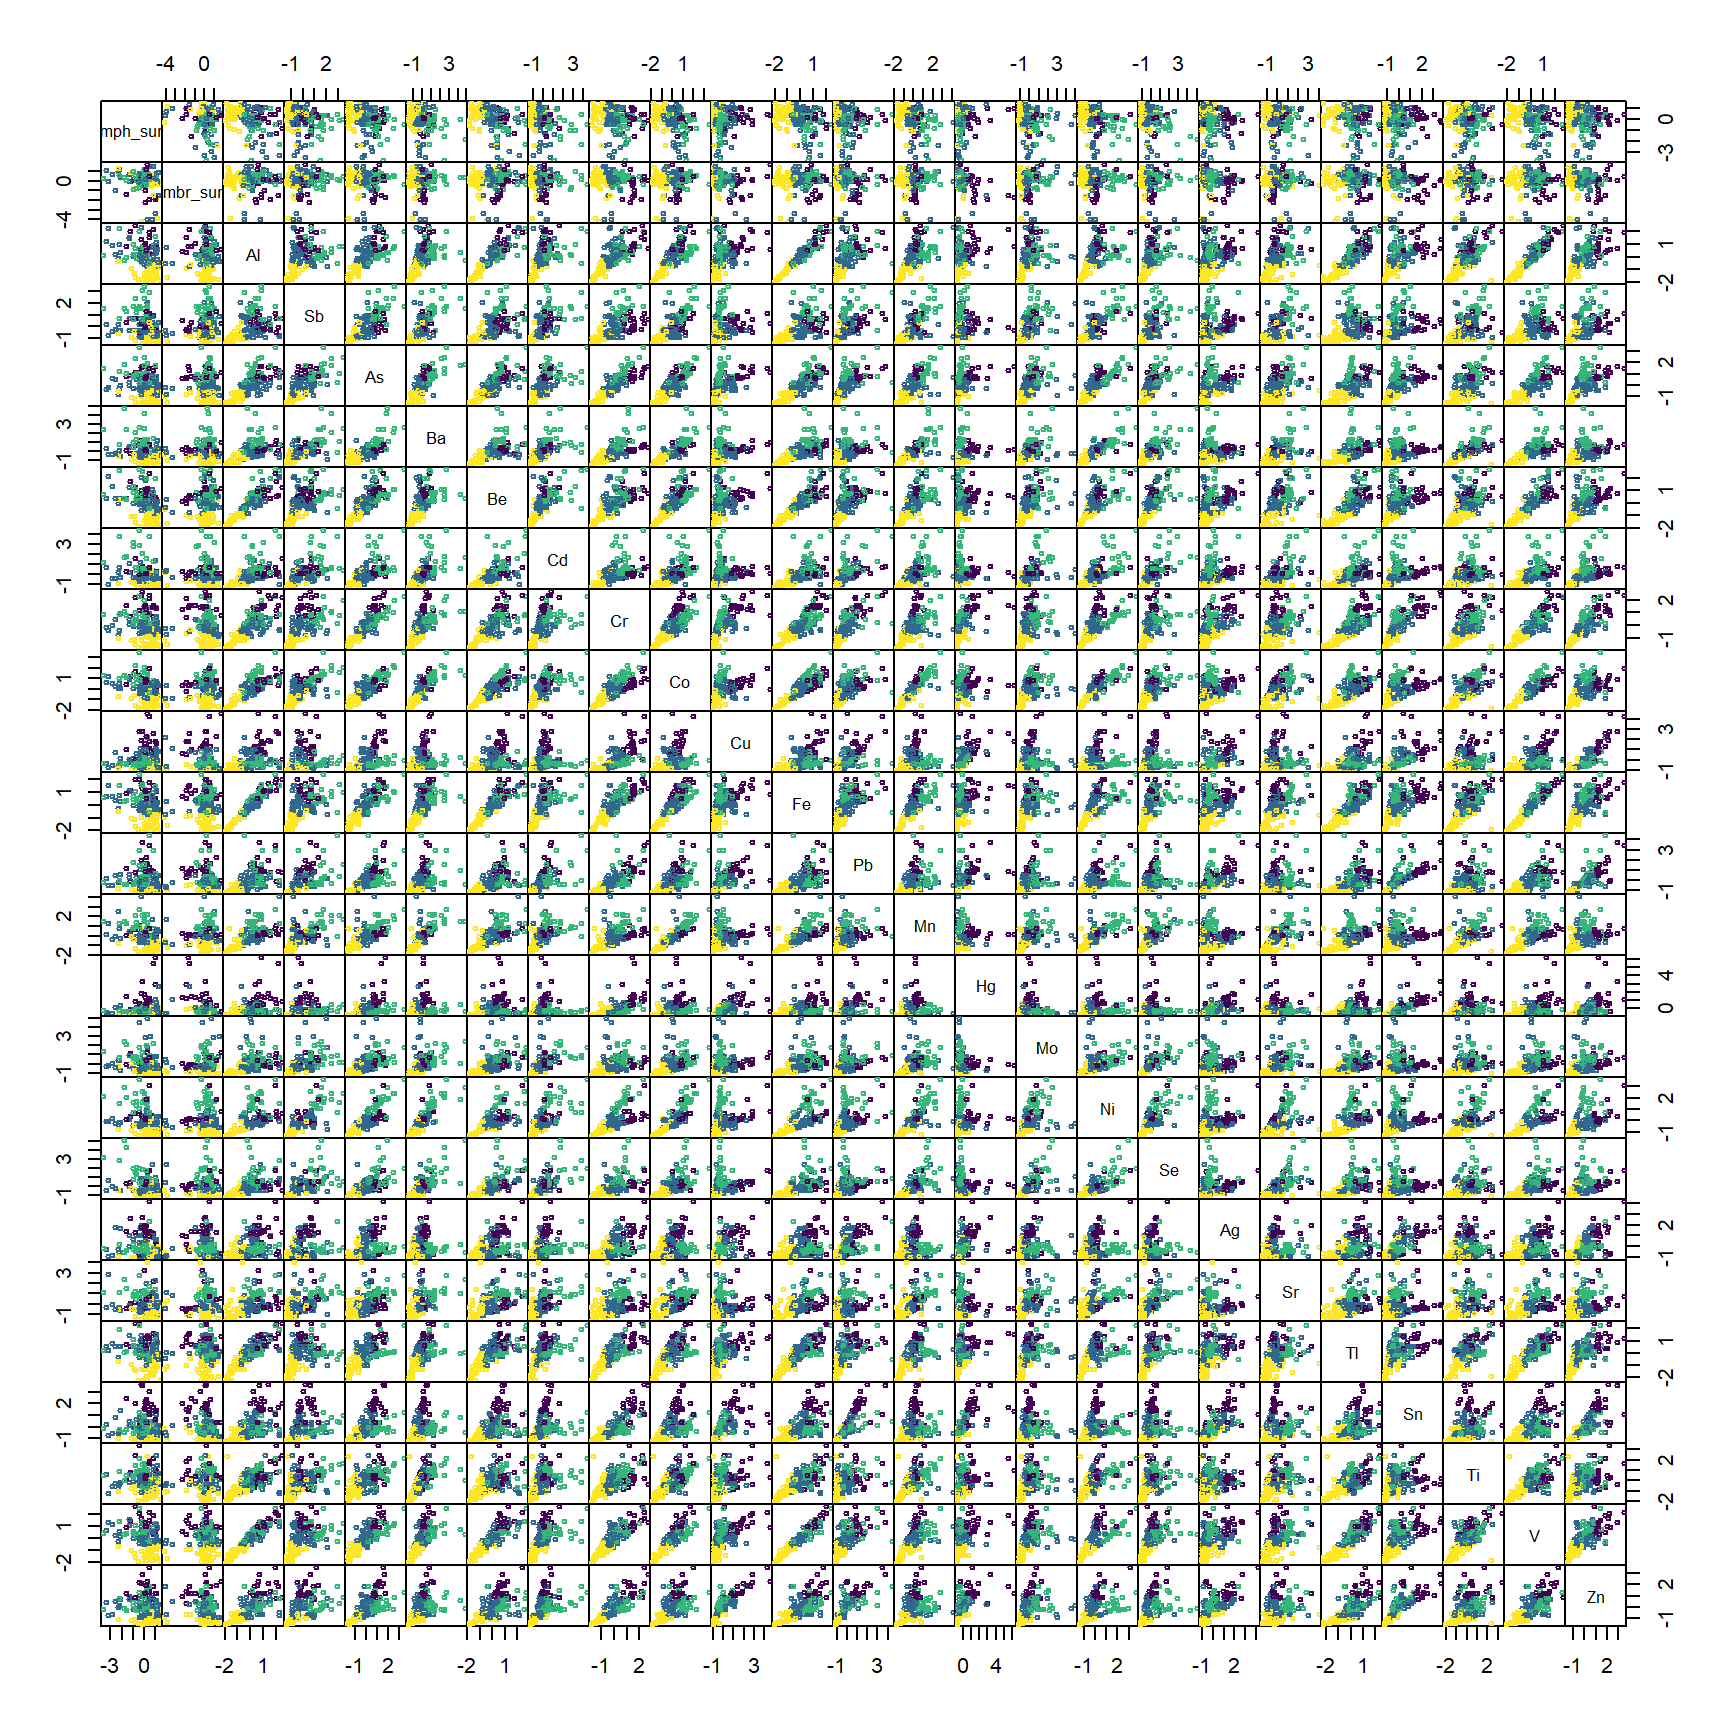 -4 0 -1 2 -1 3 -1 3 -2 1 -2 1 -2 2 -1 3 -1 3 -1 3 -1 2 -2 1
mph_sur 0 -3
0 -4 mbr_sur
Al 1 -2
2 -1 Sb
As 2 -1
3 -1 Ba
Be 1 -2
3 -1 Cd
Cr 2 -1
1 -2 Co
Cu 3 -1
1 -2 Fe
Pb 3 -1
2 -2 Mn
Hg 4 0
3 -1 Mo
Ni 2 -1
3 -1 Se
Ag 2 -1
3 -1 Sr
Tl 1 -2
2 -1 Sn
Ti 2 -2
1 -2 V
Zn 2 -1
-3 0 -2 1 -1 2 -2 1 -1 2 -1 3 -1 3 0 4 -1 2 -1 2 -2 1 -2 2 -1 2